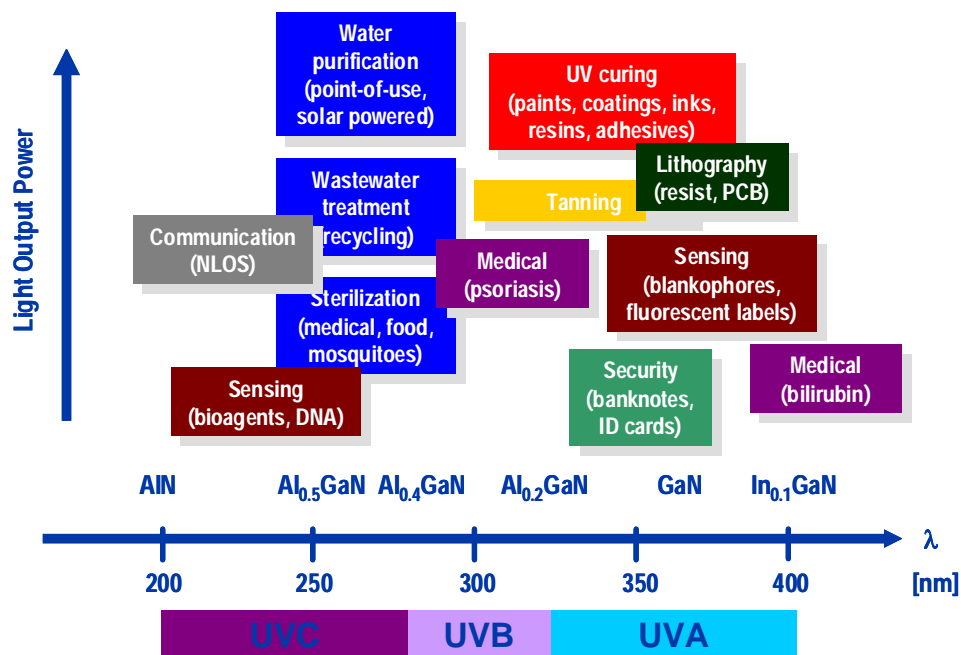 Light Output Power
Water
purification
(point-of-use,
solar powered)
UV curing
(paints, coatings, inks,
resins, adhesives)
Lithography
(resist, PCB)
Wastewater
treatment
(recycling)
Tanning
Communication
(NLOS)
Medical
(psoriasis)
Sensing
(blankophores,
fluorescent labels)
Sterilization
(medical, food,
mosquitoes)
Sensing
(bioagents, DNA)
Security
(banknotes,
ID cards)
Medical
(bilirubin)
AlN Al0.5GaN Al0.4GaN Al0.2GaN GaN In0.1GaN
λ
200 250 300 350 400 [nm]
UVC UVB UVA